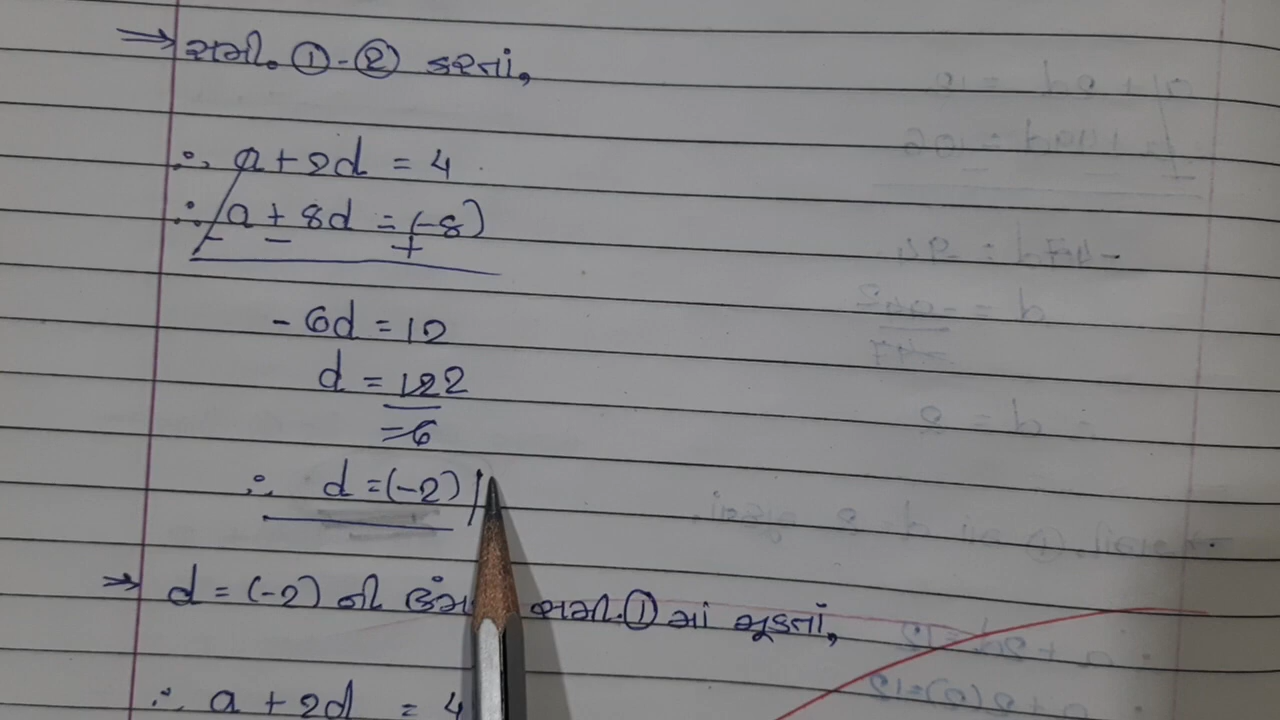 ⇒ સમી. ① - ② કરતાં,
∴ a + 2d = 4
∴ a + 8d = (-8)
- - +
- 6d = 12
d = 12 2
= 6
∴ d = (-2)
⇒ d = (-2) ની સમી. ① માં મૂકતાં,
∴ a + 2d = 4